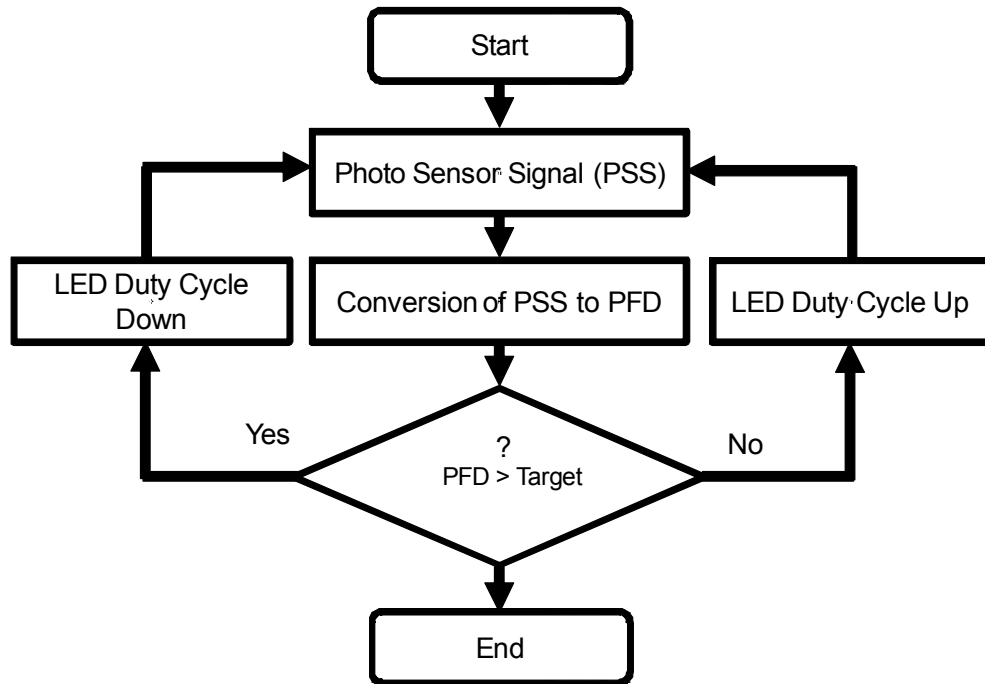 Start
Photo Sensor Signal (PSS)
LED Duty Cycle
Down
Conversion of PSS to PFD
LED Duty Cycle Up
Yes
?
PFD > Target
No
End